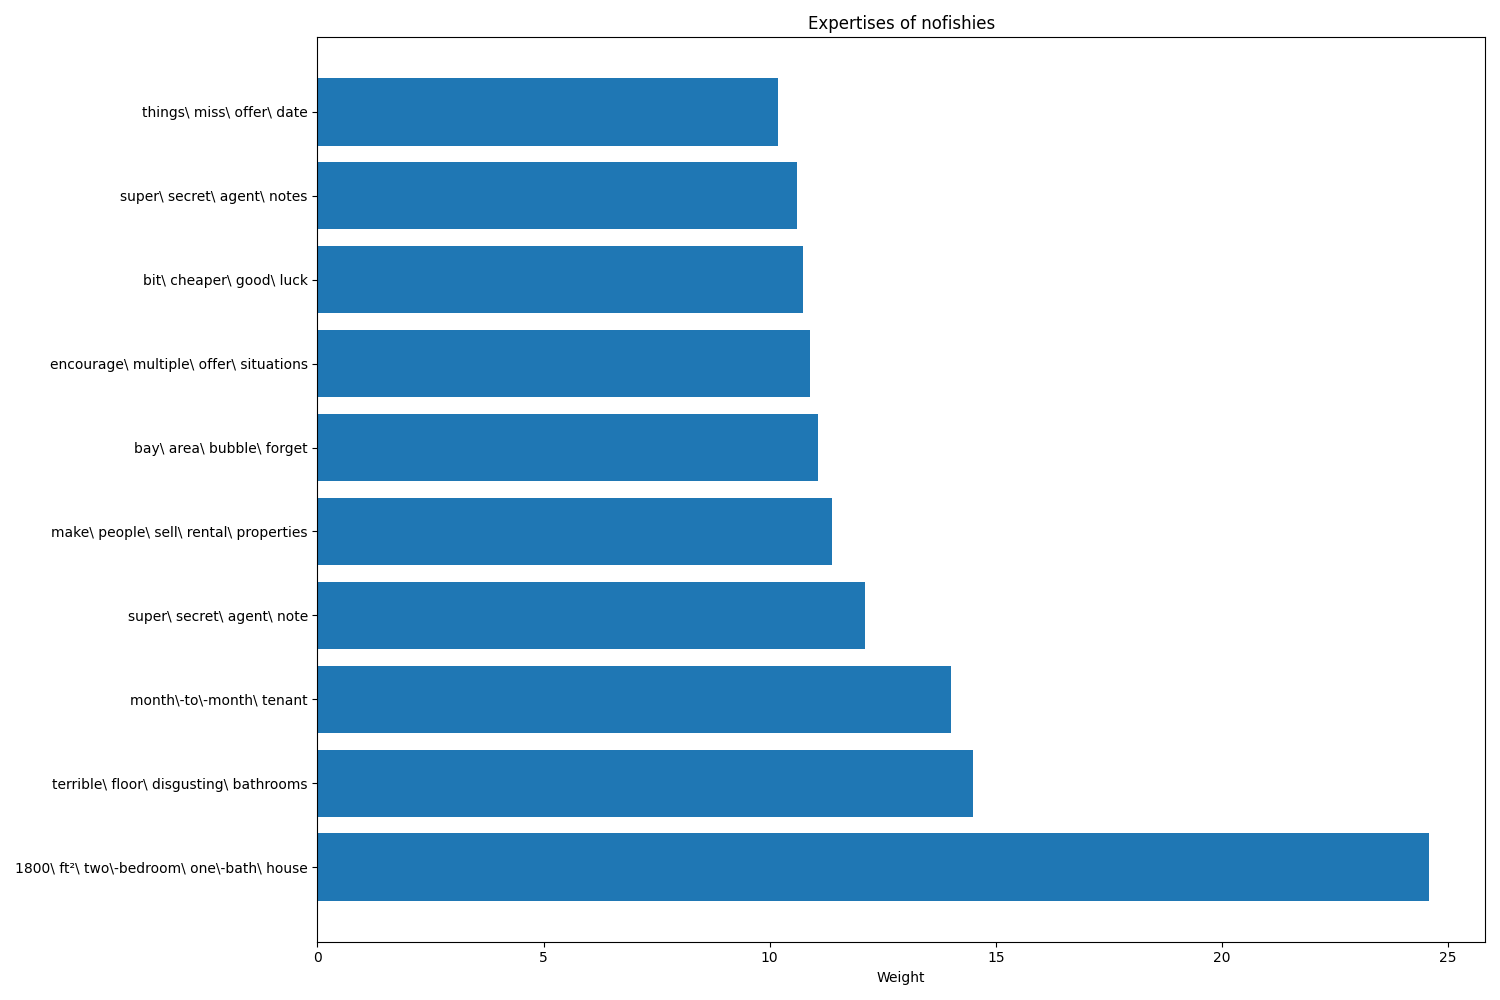 Expertises of nofishies
things\ miss\ offer\ date
super\ secret\ agent\ notes
bit\ cheaper\ good\ luck
encourage\ multiple\ offer\ situations
bay\ area\ bubble\ forget
make\ people\ sell\ rental\ properties
super\ secret\ agent\ note
month\-to\-month\ tenant
terrible\ floor\ disgusting\ bathrooms
1800\ ft²\ two\-bedroom\ one\-bath\ house
0 5 10 15 20 25
Weight